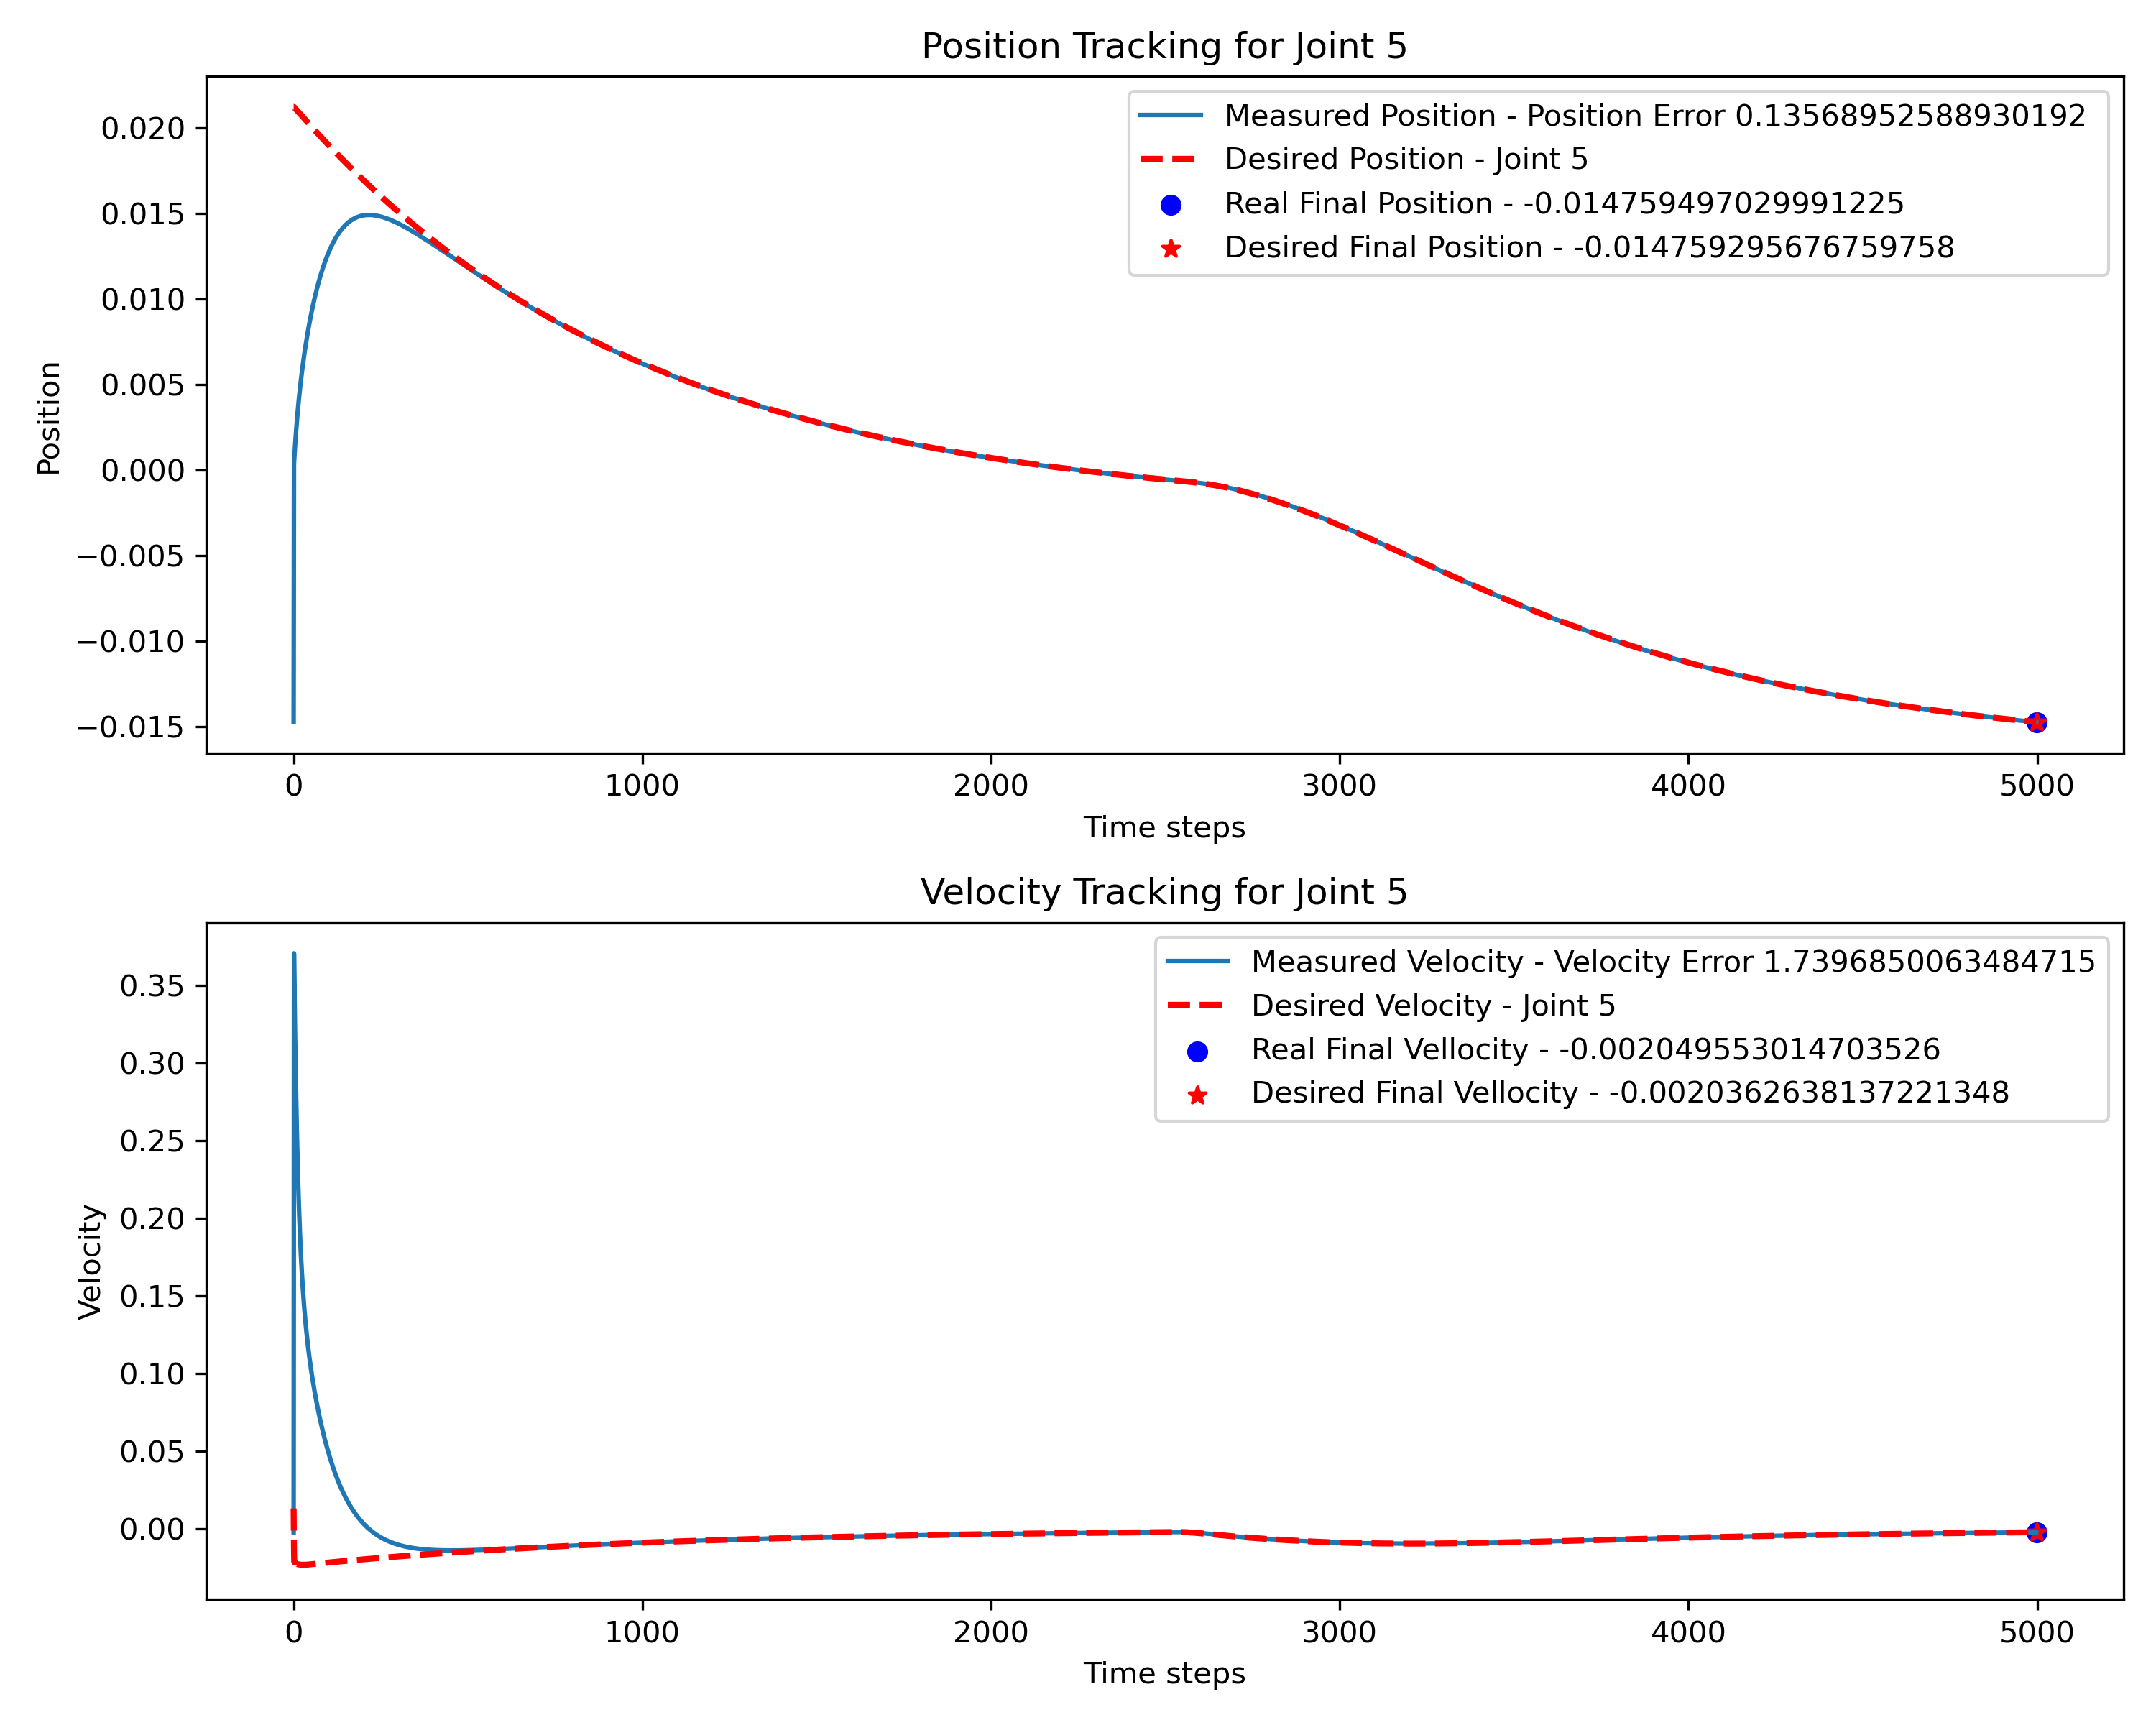 Position Tracking for Joint 5
Measured Position - Position Error 0.13568952588930192
Desired Position - Joint 5
Real Final Position - -0.014759497029991225
Desired Final Position - -0.014759295676759758
Position
0.020
0.015
0.010
0.005
0.000
−0.005
−0.010
−0.015
0 1000 2000 3000 4000 5000
Time steps
Velocity Tracking for Joint 5
Measured Velocity - Velocity Error 1.7396850063484715
Desired Velocity - Joint 5
Real Final Vellocity - -0.002049553014703526
Desired Final Vellocity - -0.0020362638137221348
Velocity
0.35
0.30
0.25
0.20
0.15
0.10
0.05
0.00
0 1000 2000 3000 4000 5000
Time steps